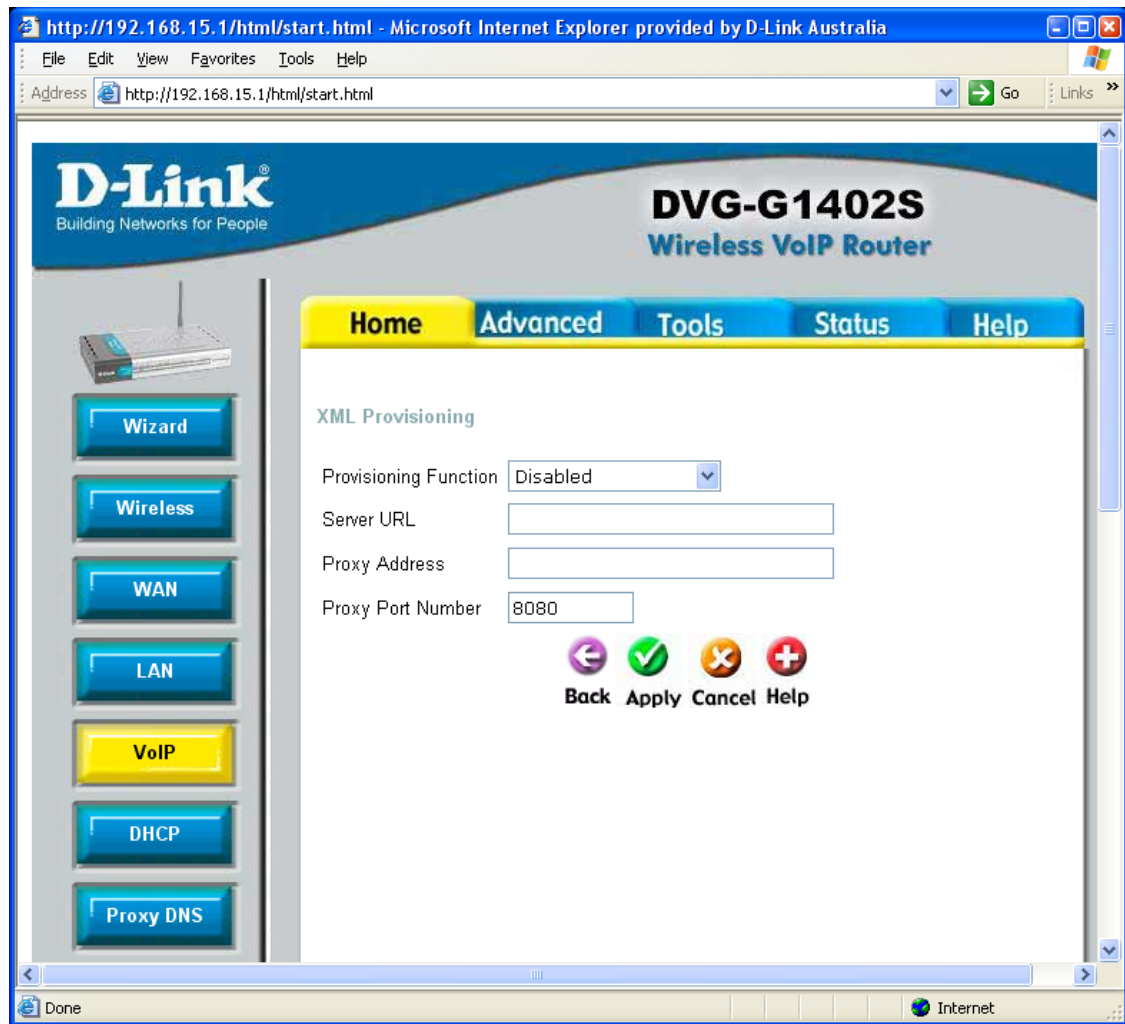 http://192.168.15.1/html/start.html - Microsoft Internet Explorer provided by D-Link Australia
File Edit View Favorites Tools Help
Address http://192.168.15.1/html/start.html Go Links »
D-Link®
Building Networks for People
DVG-G1402S
Wireless VoIP Router
Home Advanced Tools Status Help
Wizard
Wireless
WAN
LAN
VoIP
DHCP
Proxy DNS
XML Provisioning
Provisioning Function Disabled
Server URL
Proxy Address
Proxy Port Number 8080
Back Apply Cancel Help
Done Internet